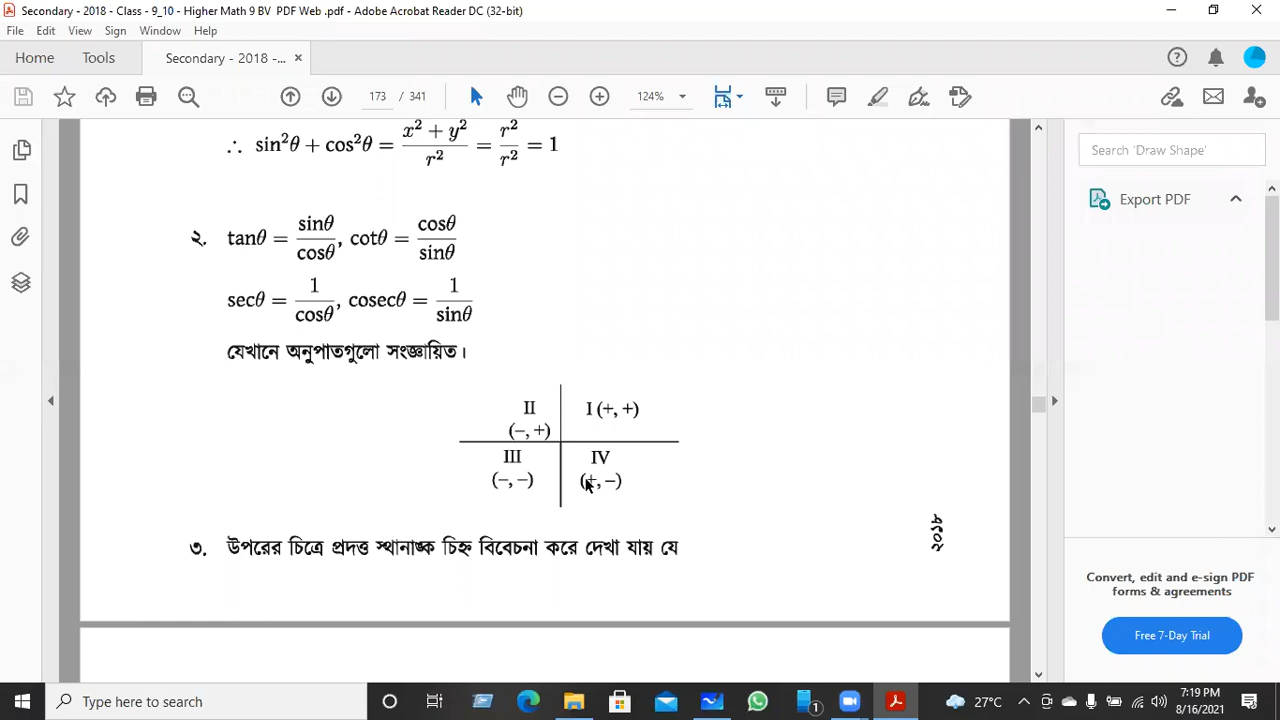 Secondary - 2018 - Class - 9_10 - Higher Math 9 BV PDF Web .pdf - Adobe Acrobat Reader DC (32-bit)
File Edit View Sign Window Help
Home Tools Secondary - 2018 -... ×
173 / 341 124%
∴ sin²θ + cos²θ = (x² + y²)/r² = r²/r² = 1
২. tanθ = sinθ/cosθ, cotθ = cosθ/sinθ
secθ = 1/cosθ, cosecθ = 1/sinθ
যেখানে অনুপাতগুলো সংজ্ঞায়িত।
II I (+, +)
(−, +)
III IV
(−, −) (+, −)
৩. উপরের চিত্রে প্রদত্ত স্থানাঙ্ক চিহ্ন বিবেচনা করে দেখা যায় যে
২০১৮
Search 'Draw Shape'
Export PDF
Convert, edit and e-sign PDF
forms & agreements
Free 7-Day Trial
Type here to search
1
27°C
7:19 PM
8/16/2021